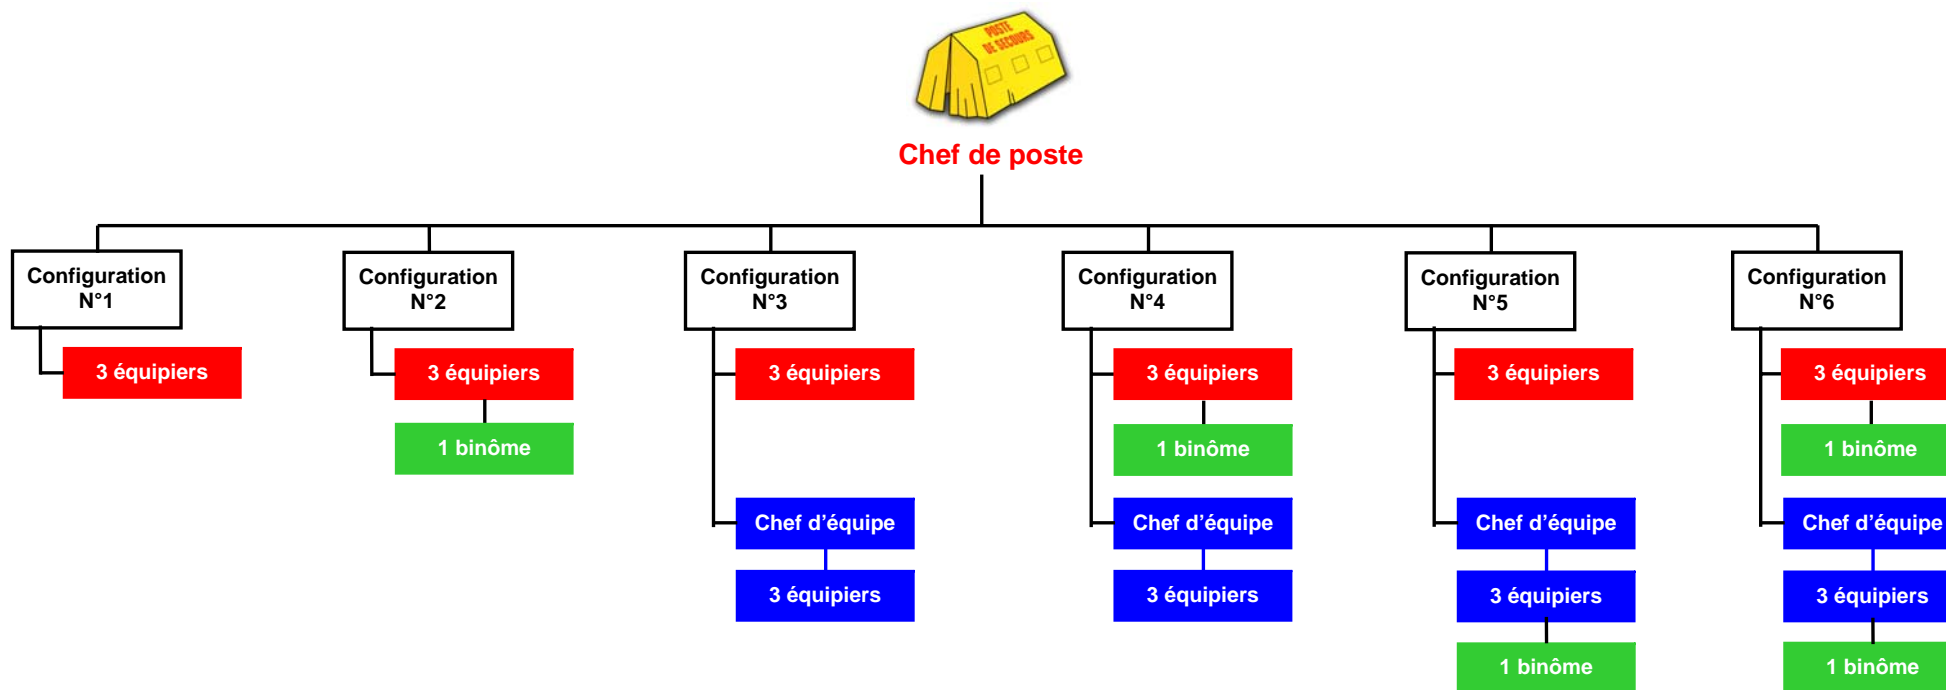 POSTE
DE SECOURS
Chef de poste
Configuration
N°1
3 équipiers
Configuration
N°2
3 équipiers
1 binôme
Configuration
N°3
3 équipiers
Chef d’équipe
3 équipiers
Configuration
N°4
3 équipiers
1 binôme
Chef d’équipe
3 équipiers
Configuration
N°5
3 équipiers
Chef d’équipe
3 équipiers
1 binôme
Configuration
N°6
3 équipiers
1 binôme
Chef d’équipe
3 équipiers
1 binôme